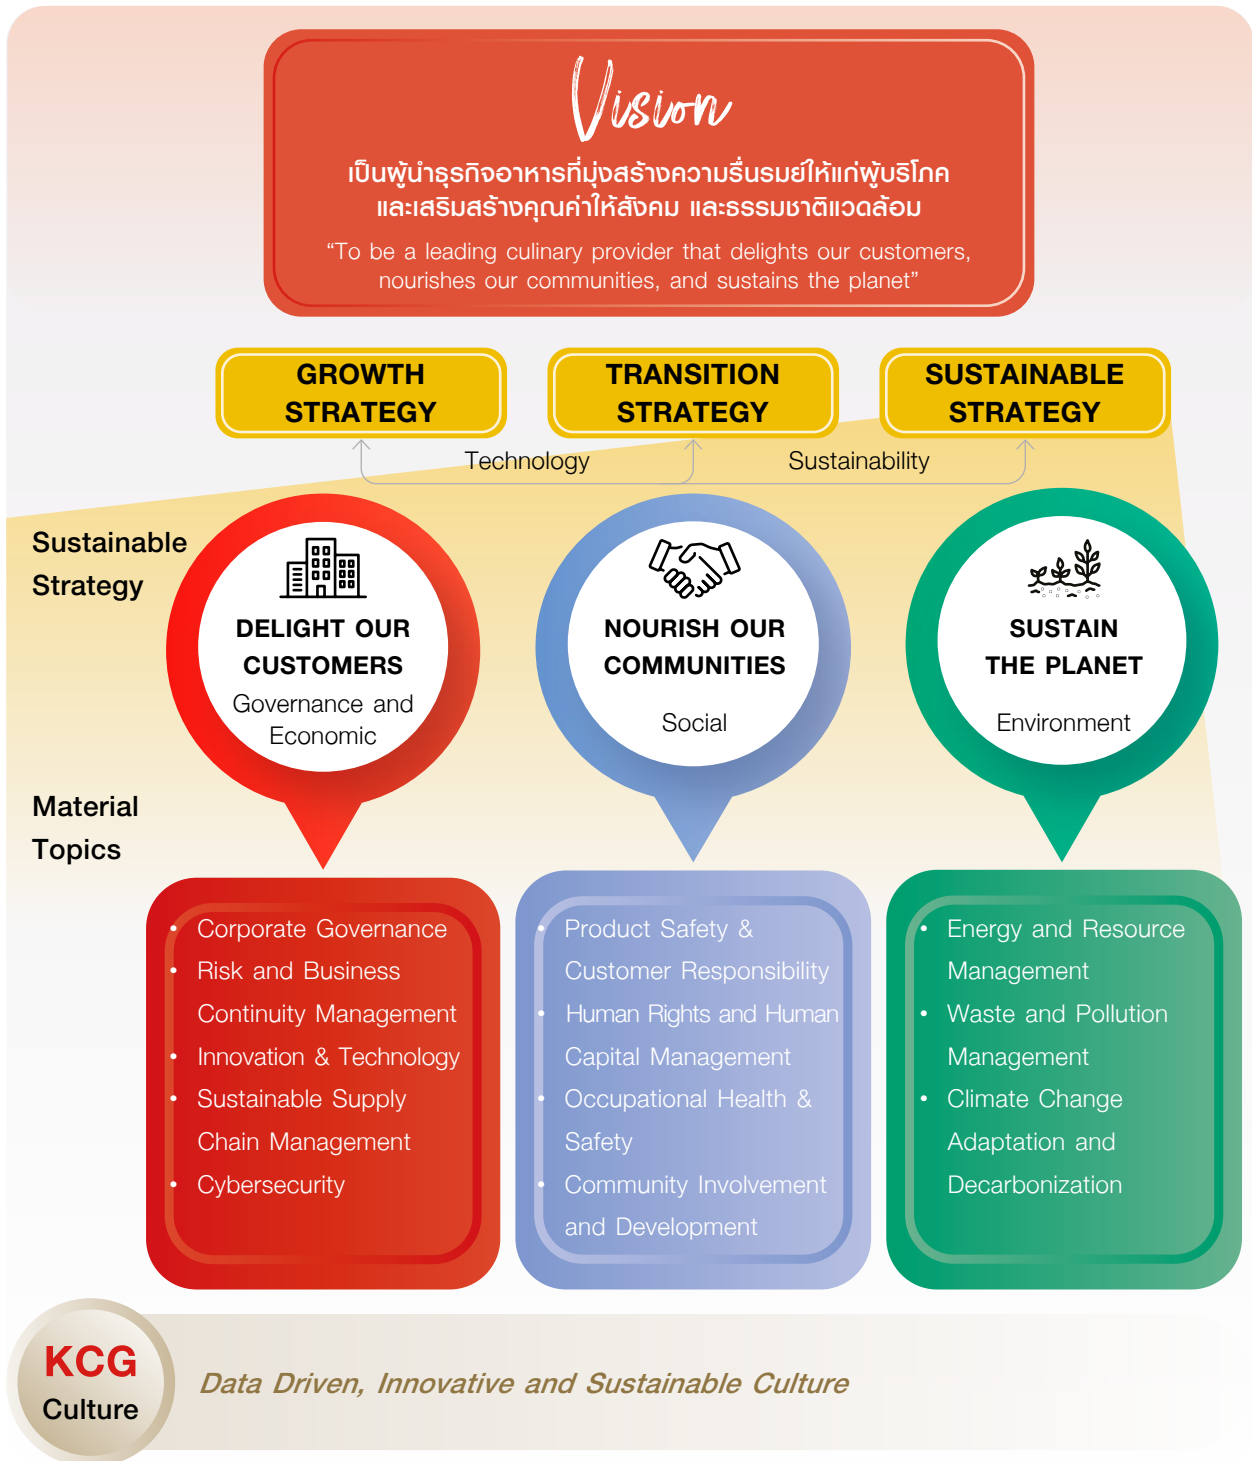 Vision
เป็นผู้นำธุรกิจอาหารที่มุ่งสร้างความรื่นรมย์ให้แก่ผู้บริโภค
และเสริมสร้างคุณค่าให้สังคม และธรรมชาติแวดล้อม
“To be a leading culinary provider that delights our customers,
nourishes our communities, and sustains the planet”
GROWTH
STRATEGY
TRANSITION
STRATEGY
SUSTAINABLE
STRATEGY
Technology
Sustainability
Sustainable
Strategy
DELIGHT OUR
CUSTOMERS
Governance and
Economic
NOURISH OUR
COMMUNITIES
Social
SUSTAIN
THE PLANET
Environment
Material
Topics
• Corporate Governance
• Risk and Business
Continuity Management
• Innovation & Technology
• Sustainable Supply
Chain Management
• Cybersecurity
• Product Safety &
Customer Responsibility
• Human Rights and Human
Capital Management
• Occupational Health &
Safety
• Community Involvement
and Development
• Energy and Resource
Management
• Waste and Pollution
Management
• Climate Change
Adaptation and
Decarbonization
KCG
Culture
Data Driven, Innovative and Sustainable Culture